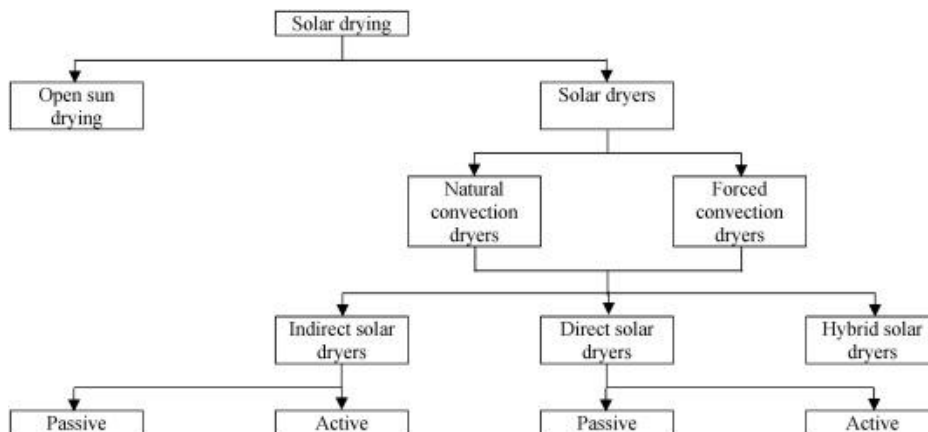 Solar drying
Open sun
drying
Solar dryers
Natural
convection
dryers
Forced
convection
dryers
Indirect solar
dryers
Direct solar
dryers
Hybrid solar
dryers
Passive
Active
Passive
Active